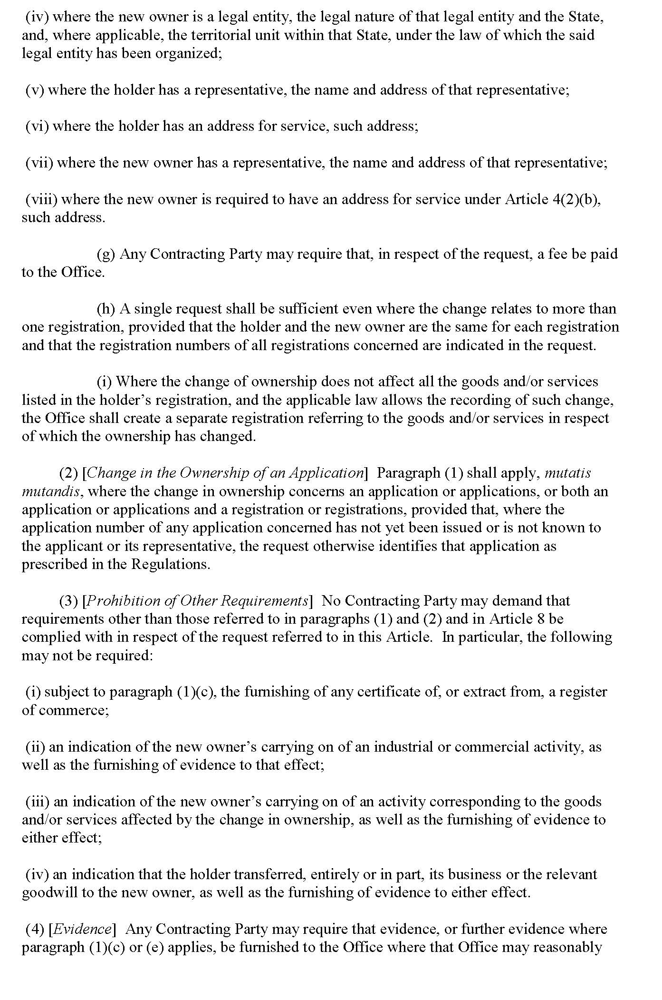 (iv) where the new owner is a legal entity, the legal nature of that legal entity and the State,
and, where applicable, the territorial unit within that State, under the law of which the said
legal entity has been organized;
(v) where the holder has a representative, the name and address of that representative;
(vi) where the holder has an address for service, such address;
(vii) where the new owner has a representative, the name and address of that representative;
(viii) where the new owner is required to have an address for service under Article 4(2)(b),
such address.
(g) Any Contracting Party may require that, in respect of the request, a fee be paid
to the Office.
(h) A single request shall be sufficient even where the change relates to more than
one registration, provided that the holder and the new owner are the same for each registration
and that the registration numbers of all registrations concerned are indicated in the request.
(i) Where the change of ownership does not affect all the goods and/or services
listed in the holder’s registration, and the applicable law allows the recording of such change,
the Office shall create a separate registration referring to the goods and/or services in respect
of which the ownership has changed.
(2) [Change in the Ownership of an Application]  Paragraph (1) shall apply, mutatis
mutandis, where the change in ownership concerns an application or applications, or both an
application or applications and a registration or registrations, provided that, where the
application number of any application concerned has not yet been issued or is not known to
the applicant or its representative, the request otherwise identifies that application as
prescribed in the Regulations.
(3) [Prohibition of Other Requirements]  No Contracting Party may demand that
requirements other than those referred to in paragraphs (1) and (2) and in Article 8 be
complied with in respect of the request referred to in this Article.  In particular, the following
may not be required:
(i) subject to paragraph (1)(c), the furnishing of any certificate of, or extract from, a register
of commerce;
(ii) an indication of the new owner’s carrying on of an industrial or commercial activity, as
well as the furnishing of evidence to that effect;
(iii) an indication of the new owner’s carrying on of an activity corresponding to the goods
and/or services affected by the change in ownership, as well as the furnishing of evidence to
either effect;
(iv) an indication that the holder transferred, entirely or in part, its business or the relevant
goodwill to the new owner, as well as the furnishing of evidence to either effect.
(4) [Evidence]  Any Contracting Party may require that evidence, or further evidence where
paragraph (1)(c) or (e) applies, be furnished to the Office where that Office may reasonably